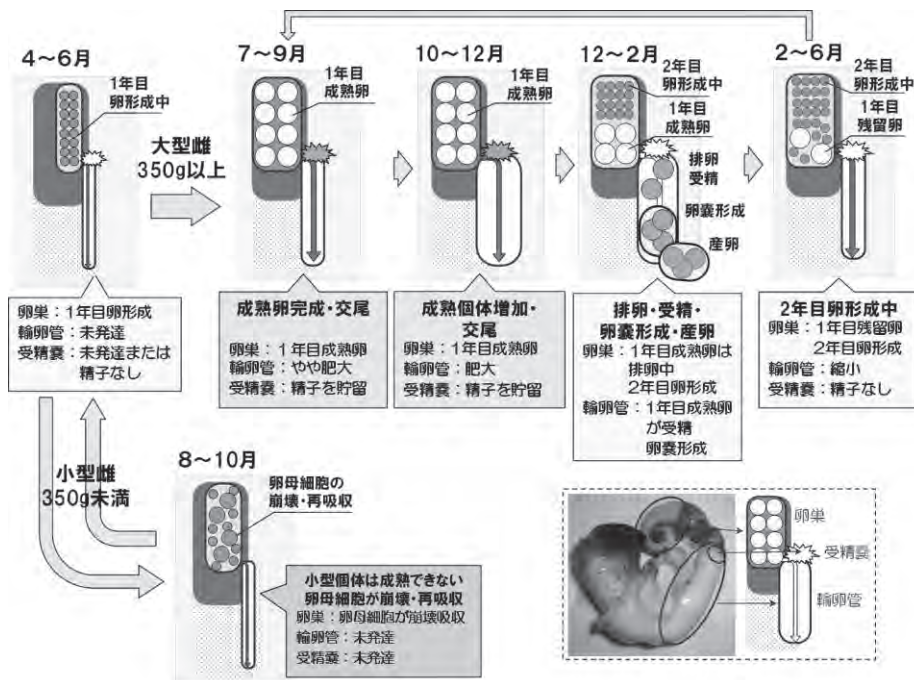 4～6月
1年目
卵形成中
大型雌
350g以上
7～9月
1年目
成熟卵
10～12月
1年目
成熟卵
12～2月
2年目
卵形成中
1年目
成熟卵
排卵
受精
卵嚢形成
産卵
2～6月
2年目
卵形成中
1年目
残留卵
卵巣：1年目卵形成
輸卵管：未発達
受精嚢：未発達または
精子なし
成熟卵完成・交尾
卵巣：1年目成熟卵
輸卵管：やや肥大
受精嚢：精子を貯留
成熟個体増加・
交尾
卵巣：1年目成熟卵
輸卵管：肥大
受精嚢：精子を貯留
排卵・受精・
卵嚢形成・産卵
卵巣：1年目成熟卵は
排卵中
2年目卵形成
輸卵管：1年目成熟卵
が受精
卵嚢形成
2年目卵形成中
卵巣：1年目残留卵
2年目卵形成
輸卵管：縮小
受精嚢：精子なし
小型雌
350g未満
8～10月
卵母細胞の
崩壊・再吸収
小型個体は成熟できない
卵母細胞が崩壊・再吸収
卵巣：卵母細胞が崩壊吸収
輸卵管：未発達
受精嚢：未発達
卵巣
受精嚢
輸卵管